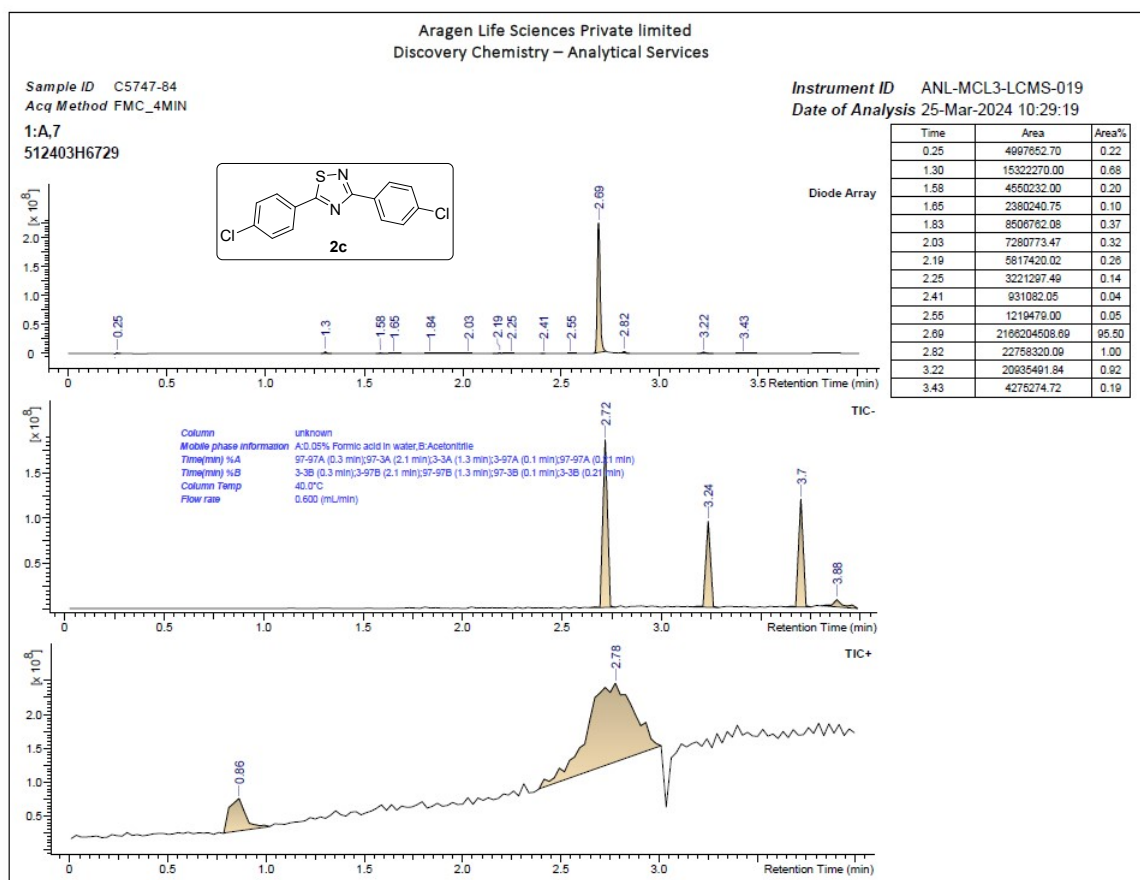 Aragen Life Sciences Private limited
Discovery Chemistry – Analytical Services
Sample ID C5747-84
Acq Method FMC_4MIN
1:A,7
512403H6729
Instrument ID ANL-MCL3-LCMS-019
Date of Analysis 25-Mar-2024 10:29:19
Time Area Area%
0.25 4997652.70 0.22
1.30 15322270.00 0.68
1.58 4550232.00 0.20
1.65 2380240.75 0.10
1.83 8506762.08 0.37
2.03 7280773.47 0.32
2.19 5817420.02 0.26
2.25 3221297.49 0.14
2.41 931082.05 0.04
2.55 1219479.00 0.05
2.69 2166204508.69 95.50
2.82 22758320.09 1.00
3.22 20935491.84 0.92
3.43 4275274.72 0.19
Diode Array
[x 10^8]
2.0
1.5
1.0
0.5
0
S N
N
Cl Cl
2c
0.25 1.3 1.58 1.65 1.84 2.03 2.19 2.25 2.41 2.55 2.69 2.82 3.22 3.43
0 0.5 1.0 1.5 2.0 2.5 3.0 3.5 Retention Time (min)
TIC-
[x 10^8]
1.5
1.0
0.5
Column unknown
Mobile phase information A:0.05% Formic acid in water,B:Acetonitrile
Time(min) %A 97-97A (0.3 min);97-3A (2.1 min);3-3A (1.3 min);3-97A (0.1 min);97-97A (0.21 min)
Time(min) %B 3-3B (0.3 min);3-97B (2.1 min);97-97B (1.3 min);97-3B (0.1 min);3-3B (0.21 min)
Column Temp 40.0°C
Flow rate 0.600 (mL/min)
2.72 3.24 3.7 3.88
0 0.5 1.0 1.5 2.0 2.5 3.0 Retention Time (min)
TIC+
[x 10^8]
2.0
1.5
1.0
0.5
0.86 2.78
0 0.5 1.0 1.5 2.0 2.5 3.0 Retention Time (min)